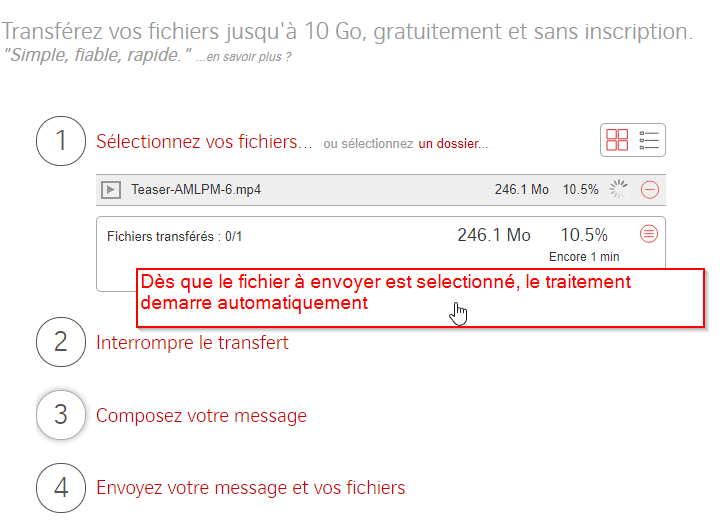 Transférez vos fichiers jusqu'à 10 Go, gratuitement et sans inscription.
"Simple, fiable, rapide." ...en savoir plus ?
1 Sélectionnez vos fichiers... ou sélectionnez un dossier...
Teaser-AMLPM-6.mp4 246.1 Mo 10.5%
Fichiers transférés : 0/1 246.1 Mo 10.5%
Encore 1 min
Dès que le fichier à envoyer est selectionné, le traitement
demarre automatiquement
2 Interrompre le transfert
3 Composez votre message
4 Envoyez votre message et vos fichiers